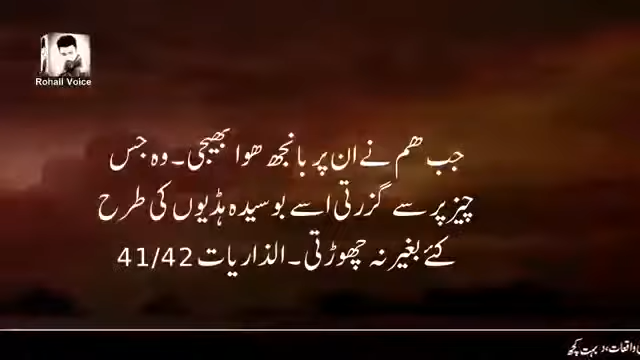 Rohail Voice
جب ھم نے ان پر بانجھ ھوا بھیجی۔ وہ جس
چیز پر سے گزرتی اسے بوسیدہ ہڈیوں کی طرح
کئے بغیر نہ چھوڑتی۔ الذاریات 41/42
واقعات، بہت کچھ